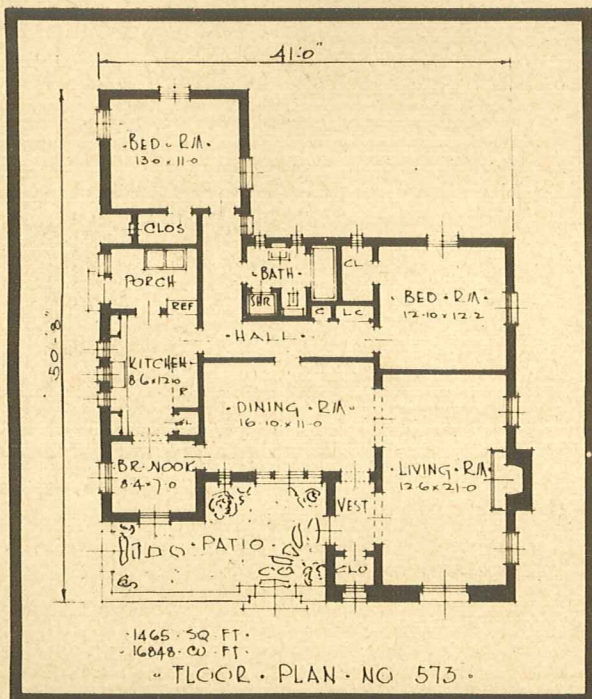 41'-0"
·BED·RM·
13-0 x 11-0
CLOS
PORCH
REF
·BATH·
SHR
CL
C
L.C.
BED·RM·
12-10 x 12-2
·HALL·
50'-8"
KITCHEN
8-6 x 12-0
·DINING·RM·
16-10 x 11-0
BR·NOOK
8-4 x 7-0
LIVING·RM
12-6 x 21-0
VEST
·PATIO·
CLO
·1465·SQ·FT·
·16848·CU·FT·
·FLOOR·PLAN·NO 573·